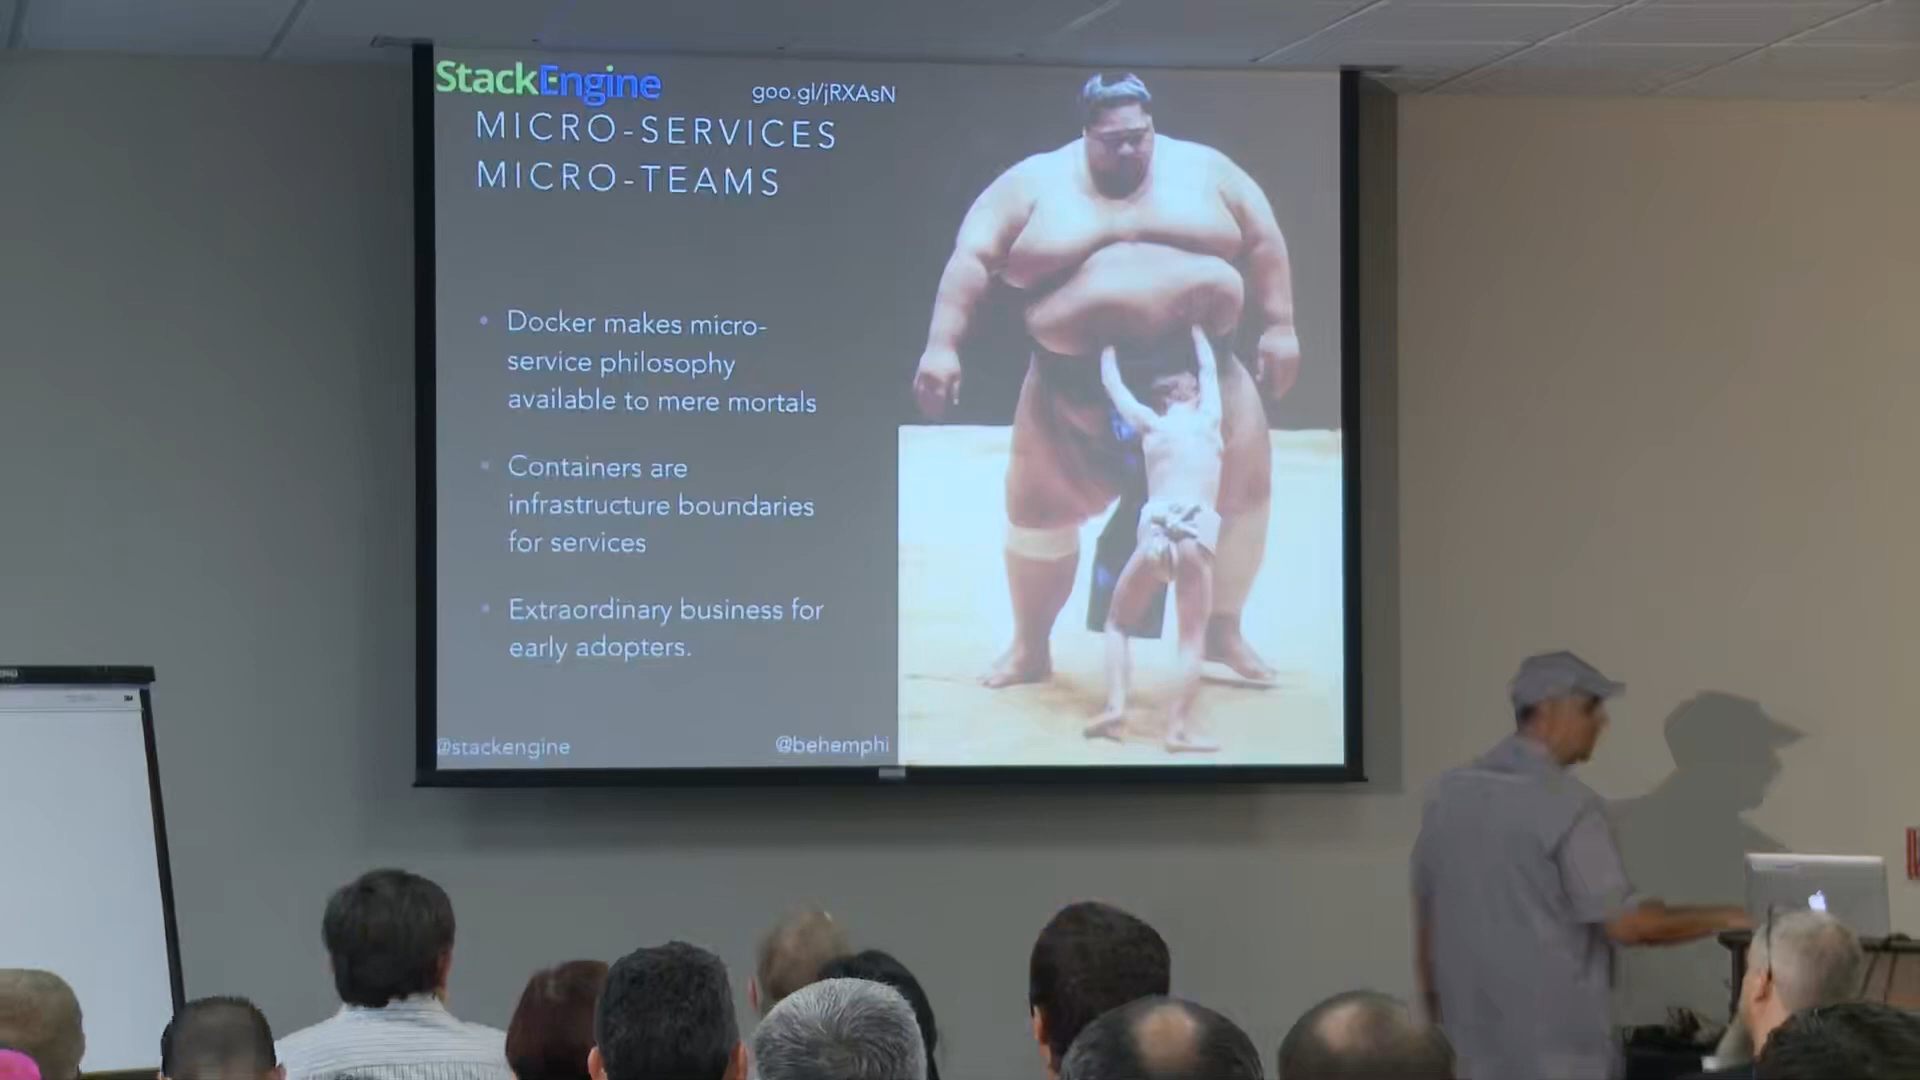 StackEngine
goo.gl/jRXAsN
MICRO-SERVICES
MICRO-TEAMS
• Docker makes micro-
service philosophy
available to mere mortals
• Containers are
infrastructure boundaries
for services
• Extraordinary business for
early adopters.
@stackengine
@behemphi